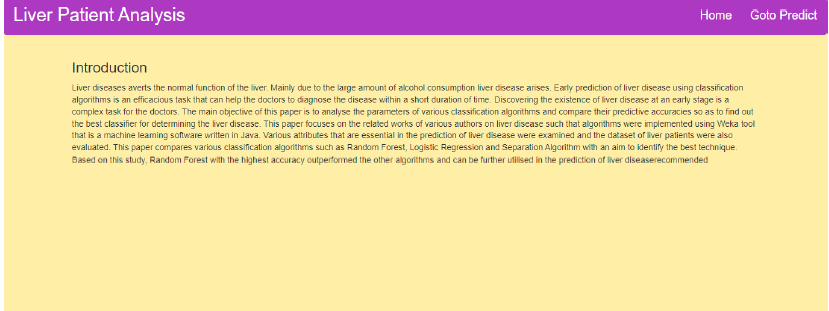 Liver Patient Analysis
Home Goto Predict
Introduction
Liver diseases averts the normal function of the liver. Mainly due to the large amount of alcohol consumption liver disease arises. Early prediction of liver disease using classification
algorithms is an efficacious task that can help the doctors to diagnose the disease within a short duration of time. Discovering the existence of liver disease at an early stage is a
complex task for the doctors. The main objective of this paper is to analyse the parameters of various classification algorithms and compare their predictive accuracies so as to find out
the best classifier for determining the liver disease. This paper focuses on the related works of various authors on liver disease such that algorithms were implemented using Weka tool
that is a machine learning software written in Java. Various attributes that are essential in the prediction of liver disease were examined and the dataset of liver patients were also
evaluated. This paper compares various classification algorithms such as Random Forest, Logistic Regression and Separation Algorithm with an aim to identify the best technique.
Based on this study, Random Forest with the highest accuracy outperformed the other algorithms and can be further utilised in the prediction of liver diseaserecommended